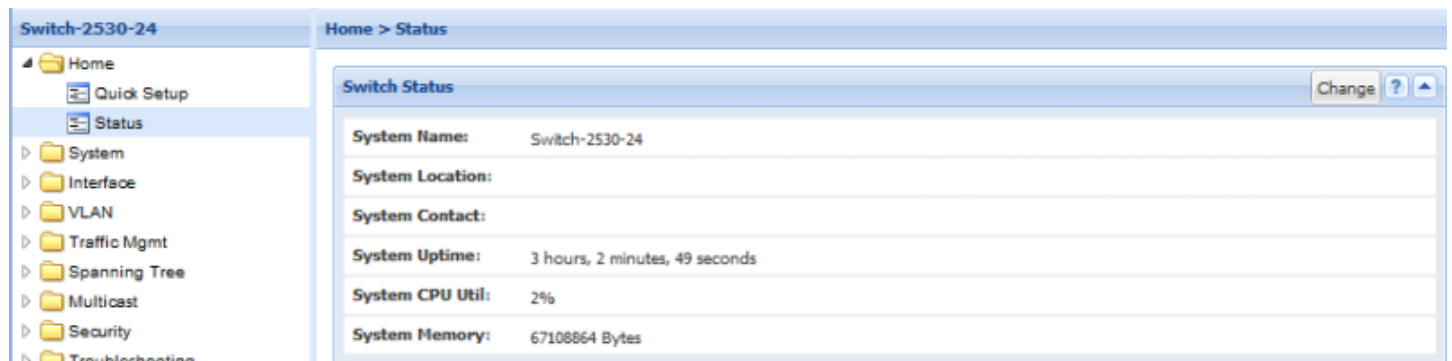 Switch-2530-24
Home > Status
Home
Quick Setup
Status
System
Interface
VLAN
Traffic Mgmt
Spanning Tree
Multicast
Security
Troubleshooting
Switch Status
Change ?
System Name: Switch-2530-24
System Location:
System Contact:
System Uptime: 3 hours, 2 minutes, 49 seconds
System CPU Util: 2%
System Memory: 67108864 Bytes